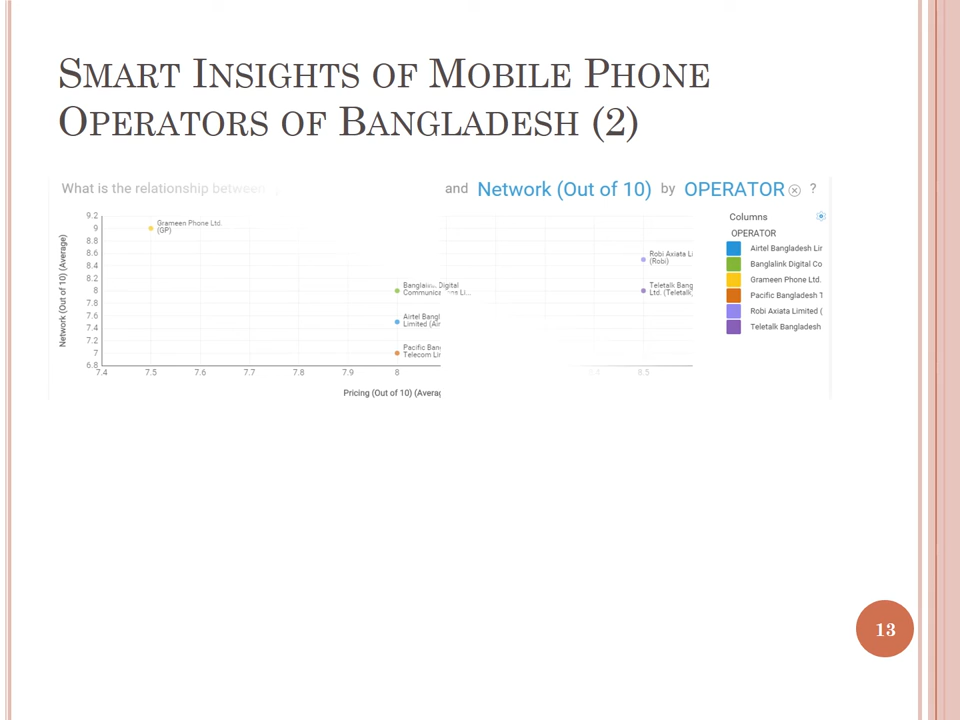 SMART INSIGHTS OF MOBILE PHONE
OPERATORS OF BANGLADESH (2)
What is the relationship between
and Network (Out of 10) by OPERATOR ?
Network (Out of 10) (Average)
9.2
9
8.8
8.6
8.4
8.2
8
7.8
7.6
7.4
7.2
7
6.8
7.4 7.5 7.6 7.7 7.8 7.9 8 8.5
Pricing (Out of 10) (Averag
Grameen Phone Ltd.
(GP)
Digital
Li...
Airtel Bangl
Limited (Air
Pacific Ban
Telecom Lir
Robi Axiata Li
(Robi)
Teletalk Bang
Ltd. (Teletalk
Columns
OPERATOR
Airtel Bangladesh Lir
Banglalink Digital Co
Grameen Phone Ltd.
Pacific Bangladesh T
Robi Axiata Limited (
Teletalk Bangladesh
13